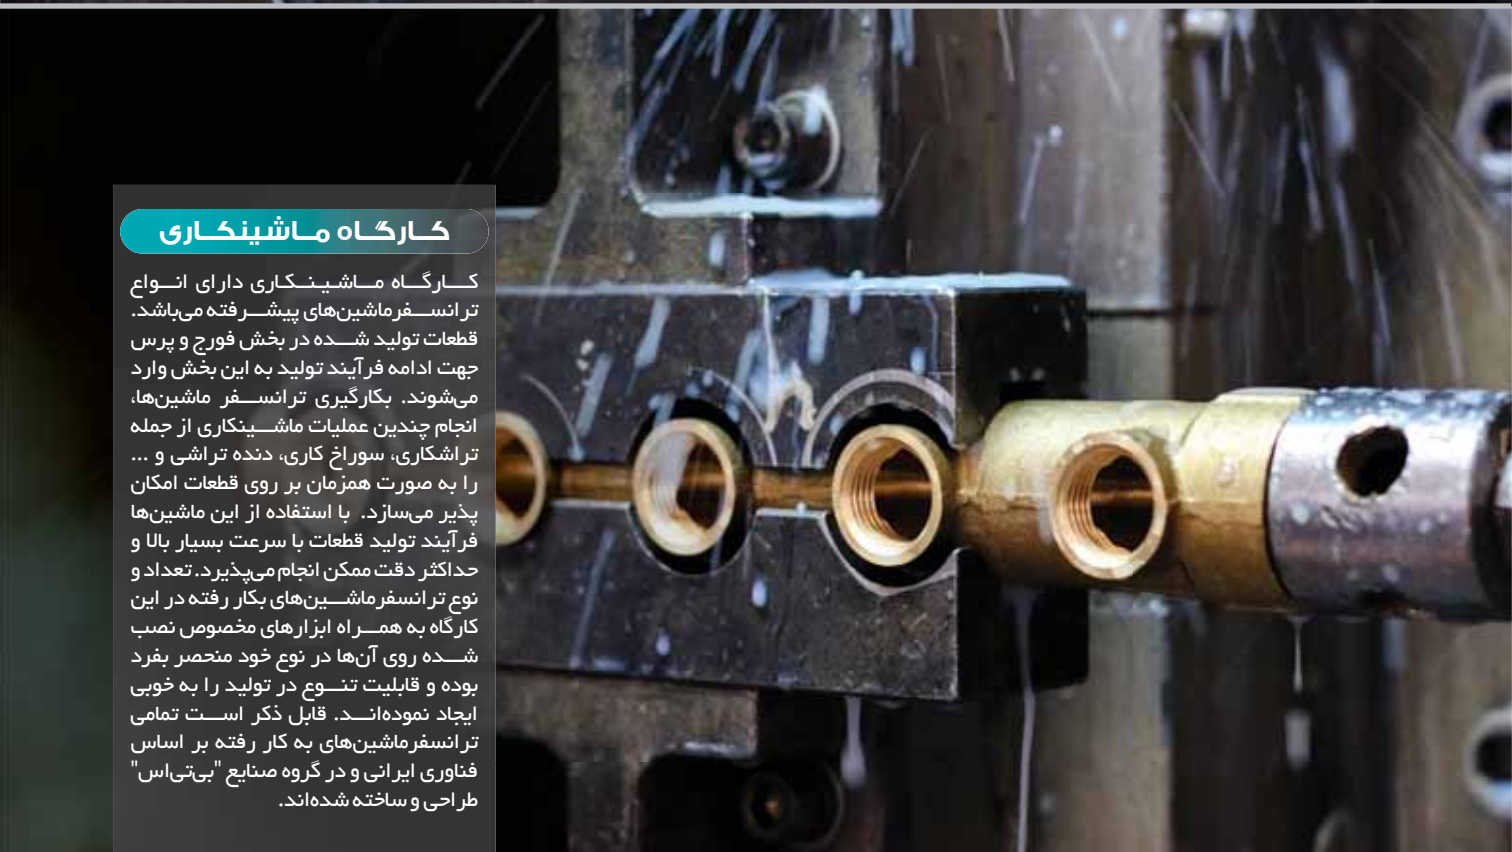 کارگاه ماشینکاری
کارگاه ماشینکاری دارای انواع
ترانسفرماشین‌های پیشرفته می‌باشد.
قطعات تولید شده در بخش فورج و پرس
جهت ادامه فرآیند تولید به این بخش وارد
می‌شوند. بکارگیری ترانسفر ماشین‌ها،
انجام چندین عملیات ماشینکاری از جمله
تراشکاری، سوراخ کاری، دنده تراشی و ...
را به صورت همزمان بر روی قطعات امکان
پذیر می‌سازد. با استفاده از این ماشین‌ها
فرآیند تولید قطعات با سرعت بسیار بالا و
حداکثر دقت ممکن انجام می‌پذیرد. تعداد و
نوع ترانسفرماشین‌های بکار رفته در این
کارگاه به همراه ابزارهای مخصوص نصب
شده روی آن‌ها در نوع خود منحصر بفرد
بوده و قابلیت تنوع در تولید را به خوبی
ایجاد نموده‌اند. قابل ذکر است تمامی
ترانسفرماشین‌های به کار رفته بر اساس
فناوری ایرانی و در گروه صنایع "بی‌تی‌اس"
طراحی و ساخته شده‌اند.